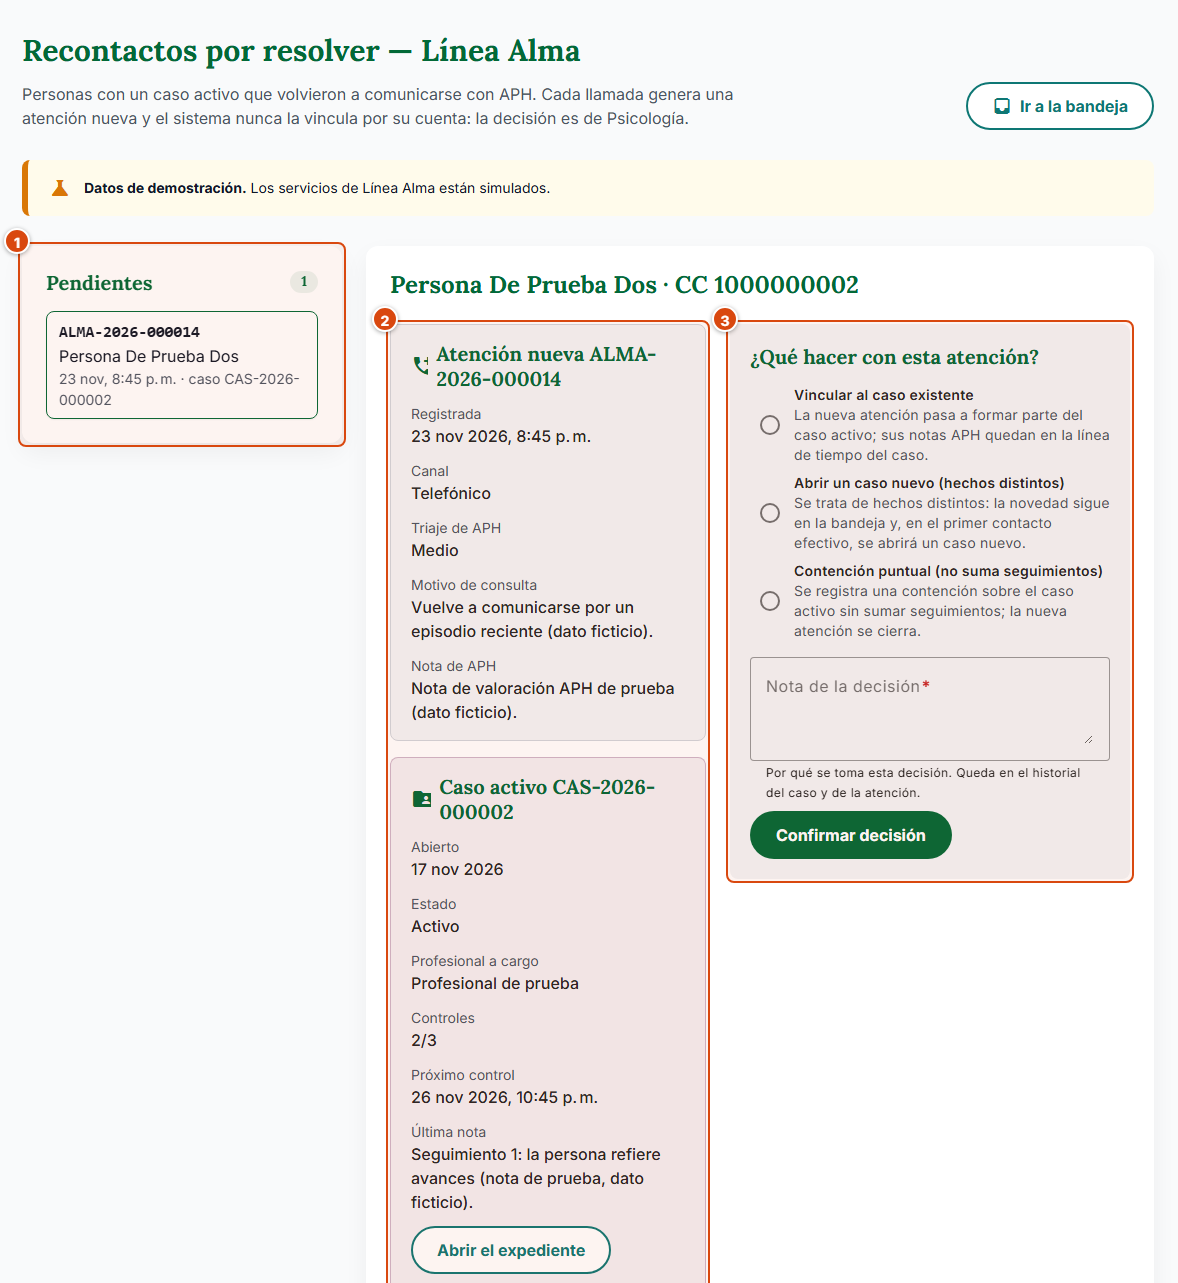 Recontactos por resolver — Línea Alma
Personas con un caso activo que volvieron a comunicarse con APH. Cada llamada genera una
atención nueva y el sistema nunca la vincula por su cuenta: la decisión es de Psicología.
Ir a la bandeja
Datos de demostración. Los servicios de Línea Alma están simulados.
1
Pendientes
1
ALMA-2026-000014
Persona De Prueba Dos
23 nov, 8:45 p. m. · caso CAS-2026-
000002
Persona De Prueba Dos · CC 1000000002
2
Atención nueva ALMA-
2026-000014
Registrada
23 nov 2026, 8:45 p. m.
Canal
Telefónico
Triaje de APH
Medio
Motivo de consulta
Vuelve a comunicarse por un
episodio reciente (dato ficticio).
Nota de APH
Nota de valoración APH de prueba
(dato ficticio).
Caso activo CAS-2026-
000002
Abierto
17 nov 2026
Estado
Activo
Profesional a cargo
Profesional de prueba
Controles
2/3
Próximo control
26 nov 2026, 10:45 p. m.
Última nota
Seguimiento 1: la persona refiere
avances (nota de prueba, dato
ficticio).
Abrir el expediente
3
¿Qué hacer con esta atención?
Vincular al caso existente
La nueva atención pasa a formar parte del
caso activo; sus notas APH quedan en la línea
de tiempo del caso.
Abrir un caso nuevo (hechos distintos)
Se trata de hechos distintos: la novedad sigue
en la bandeja y, en el primer contacto
efectivo, se abrirá un caso nuevo.
Contención puntual (no suma seguimientos)
Se registra una contención sobre el caso
activo sin sumar seguimientos; la nueva
atención se cierra.
Nota de la decisión*
Por qué se toma esta decisión. Queda en el historial
del caso y de la atención.
Confirmar decisión